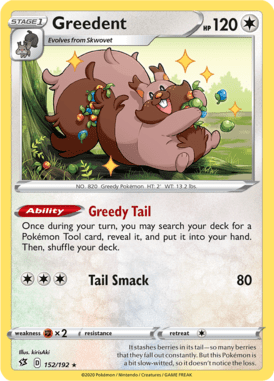 STAGE 1 Greedent HP 120
Evolves from Skwovet
NO. 820 Greedy Pokémon HT: 2' WT: 13.2 lbs.
Ability Greedy Tail
Once during your turn, you may search your deck for a
Pokémon Tool card, reveal it, and put it into your hand.
Then, shuffle your deck.
Tail Smack 80
weakness ×2 resistance retreat
Illus. kirisAki
D 152/192 ★
It stashes berries in its tail—so many berries
that they fall out constantly. But this Pokémon is
a bit slow-witted, so it doesn't notice the loss.
©2020 Pokémon / Nintendo / Creatures / GAME FREAK